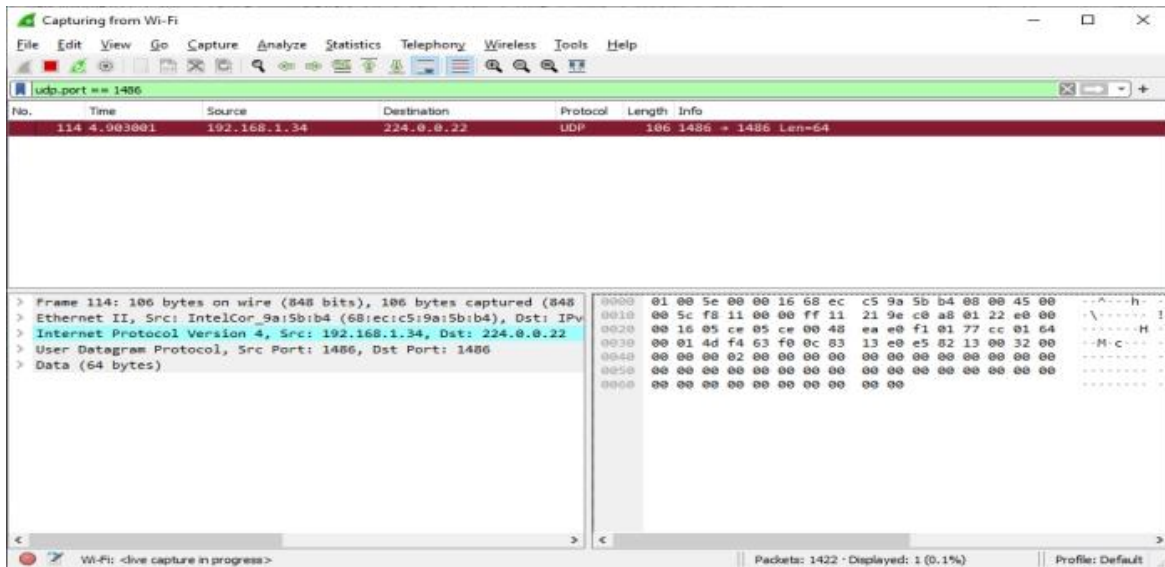 Capturing from Wi-Fi
File Edit View Go Capture Analyze Statistics Telephony Wireless Tools Help
udp.port == 1486
No. Time Source Destination Protocol Length Info
114 4.903001 192.168.1.34 224.0.0.22 UDP 106 1486 → 1486 Len=64
> Frame 114: 106 bytes on wire (848 bits), 106 bytes captured (848
> Ethernet II, Src: IntelCor_9a:5b:b4 (68:ec:c5:9a:5b:b4), Dst: IPv
> Internet Protocol Version 4, Src: 192.168.1.34, Dst: 224.0.0.22
> User Datagram Protocol, Src Port: 1486, Dst Port: 1486
> Data (64 bytes)
0000 01 00 5e 00 00 16 68 ec c5 9a 5b b4 08 00 45 00 ··^···h·
0010 00 5c f8 11 00 00 ff 11 21 9e c0 a8 01 22 e0 00 ·\······ !
0020 00 16 05 ce 05 ce 00 48 ea e0 f1 01 77 cc 01 64 ·······H
0030 00 01 4d f4 63 f0 0c 83 13 e0 e5 82 13 00 32 00 ··M·c···
0040 00 00 00 02 00 00 00 00 00 00 00 00 00 00 00 00 ········
0050 00 00 00 00 00 00 00 00 00 00 00 00 00 00 00 00 ········
0060 00 00 00 00 00 00 00 00 00 00 ········
Wi-Fi: <live capture in progress> Packets: 1422 · Displayed: 1 (0.1%) Profile: Default